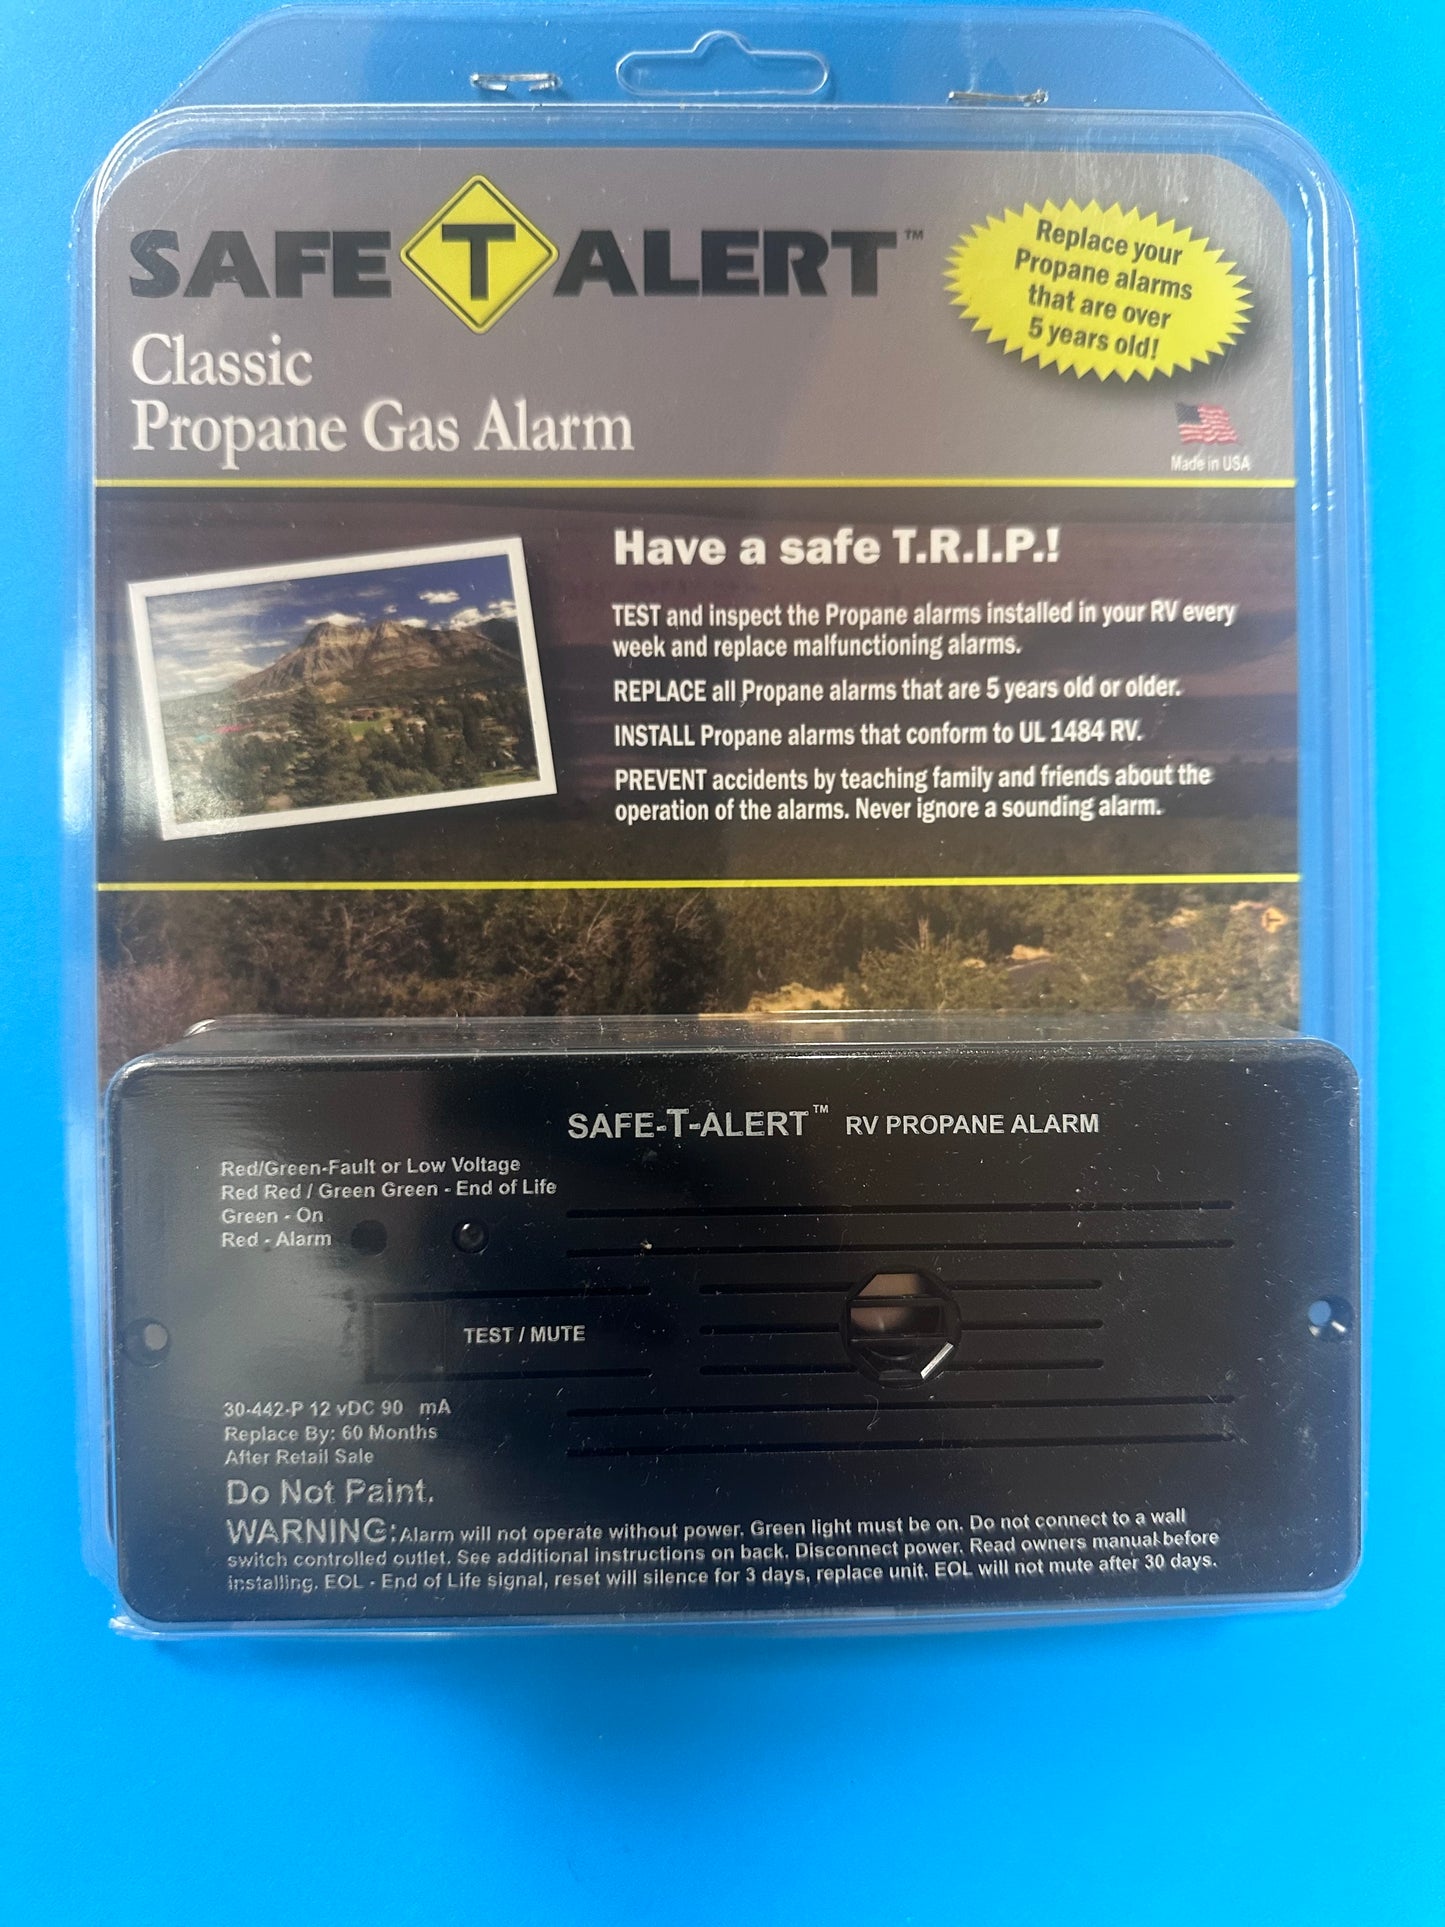 SAFE T ALERT™
Classic
Propane Gas Alarm
Replace your
Propane alarms
that are over
5 years old!
Made in USA
Have a safe T.R.I.P.!
TEST and inspect the Propane alarms installed in your RV every
week and replace malfunctioning alarms.
REPLACE all Propane alarms that are 5 years old or older.
INSTALL Propane alarms that conform to UL 1484 RV.
PREVENT accidents by teaching family and friends about the
operation of the alarms. Never ignore a sounding alarm.
SAFE-T-ALERT™ RV PROPANE ALARM
Red/Green-Fault or Low Voltage
Red Red / Green Green - End of Life
Green - On
Red - Alarm
TEST / MUTE
30-442-P 12 vDC 90 mA
Replace By: 60 Months
After Retail Sale
Do Not Paint.
WARNING: Alarm will not operate without power. Green light must be on. Do not connect to a wall
switch controlled outlet. See additional instructions on back. Disconnect power. Read owners manual before
installing. EOL - End of Life signal, reset will silence for 3 days, replace unit. EOL will not mute after 30 days.